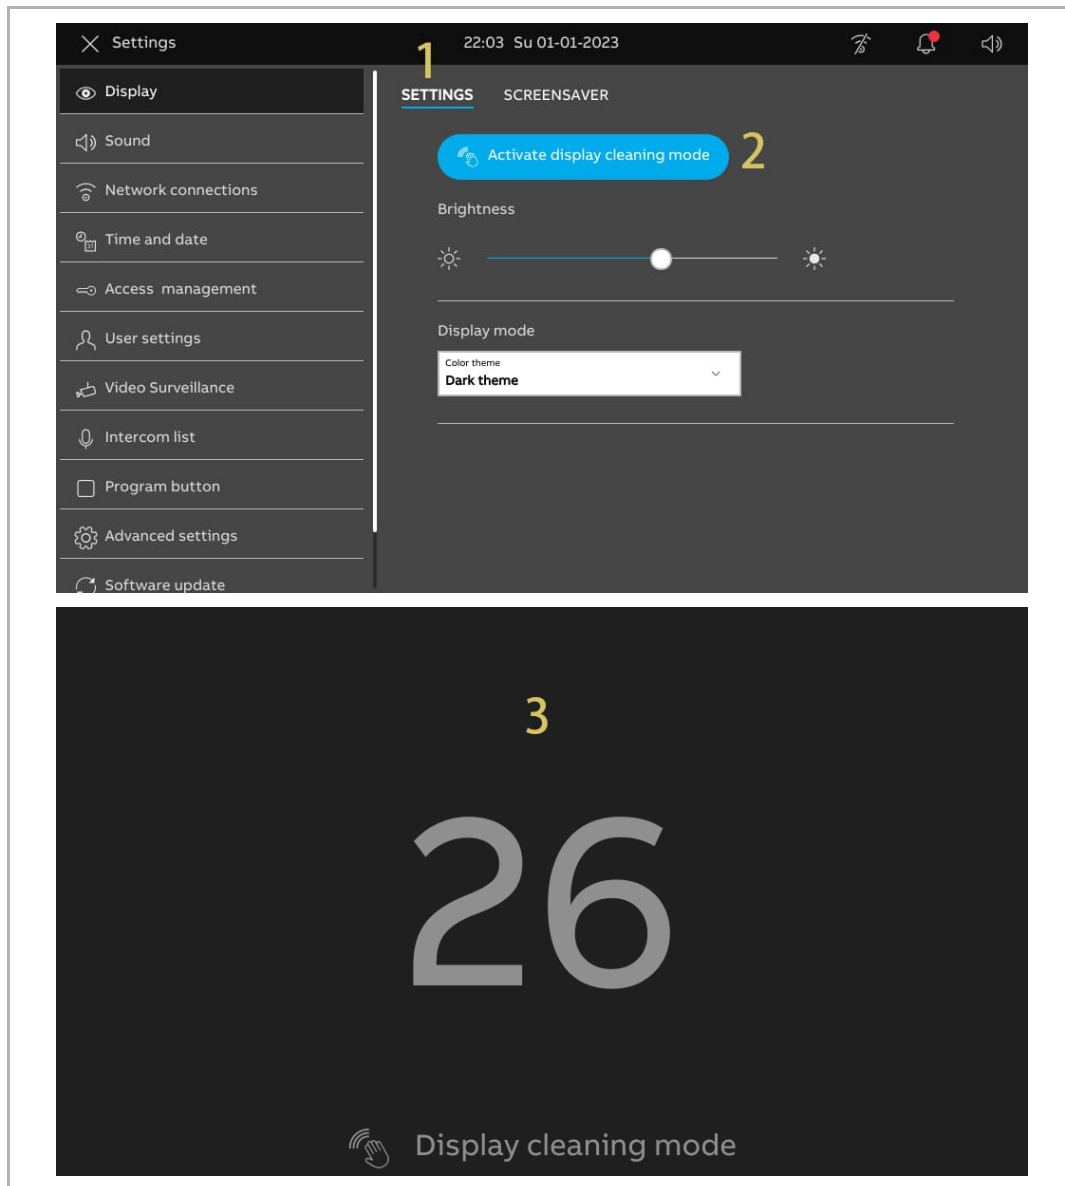 Settings
22:03 Su 01-01-2023
1
Display
SETTINGS SCREENSAVER
Sound
Activate display cleaning mode
2
Network connections
Brightness
Time and date
31
Access management
User settings
Display mode
Color theme
Dark theme
Video Surveillance
Intercom list
Program button
Advanced settings
Software update
3
26
Display cleaning mode